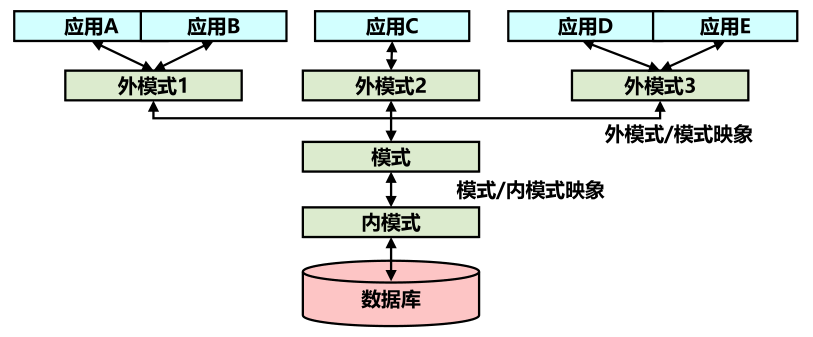 应用A 应用B 应用C 应用D 应用E
外模式1 外模式2 外模式3
外模式/模式映象
模式
模式/内模式映象
内模式
数据库